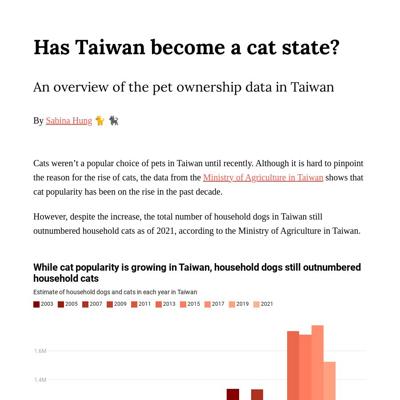 Has Taiwan become a cat state?
An overview of the pet ownership data in Taiwan
By Sabina Hung 🐈 🐈‍⬛
Cats weren't a popular choice of pets in Taiwan until recently. Although it is hard to pinpoint
the reason for the rise of cats, the data from the Ministry of Agriculture in Taiwan shows that
cat popularity has been on the rise in the past decade.
However, despite the increase, the total number of household dogs in Taiwan still
outnumbered household cats as of 2021, according to the Ministry of Agriculture in Taiwan.
While cat popularity is growing in Taiwan, household dogs still outnumbered
household cats
Estimate of household dogs and cats in each year in Taiwan
2003 2005 2007 2009 2011 2013 2015 2017 2019 2021
1.6M
1.4M